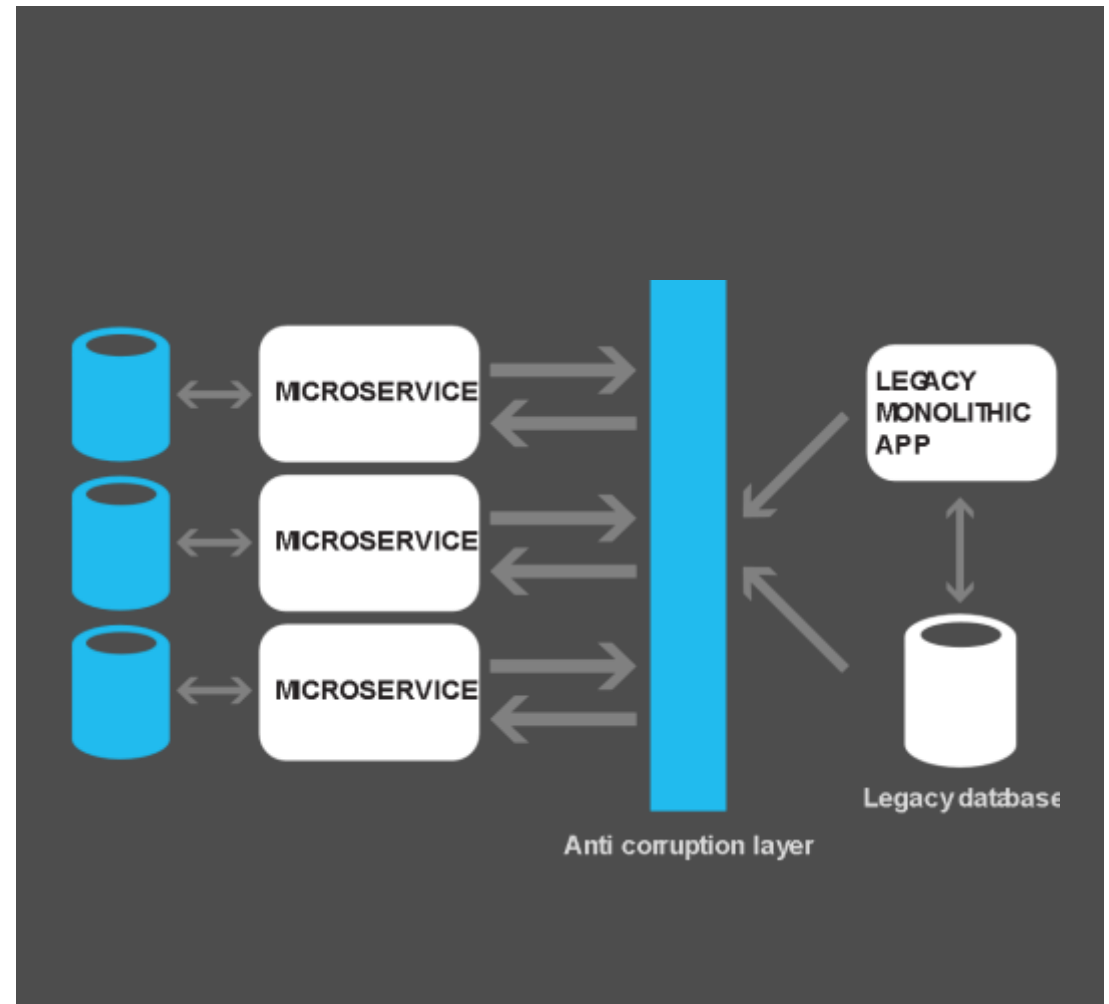 MICROSERVICE
LEGACY
MONOLITHIC
APP
MICROSERVICE
MICROSERVICE
Legacy database
Anti corruption layer